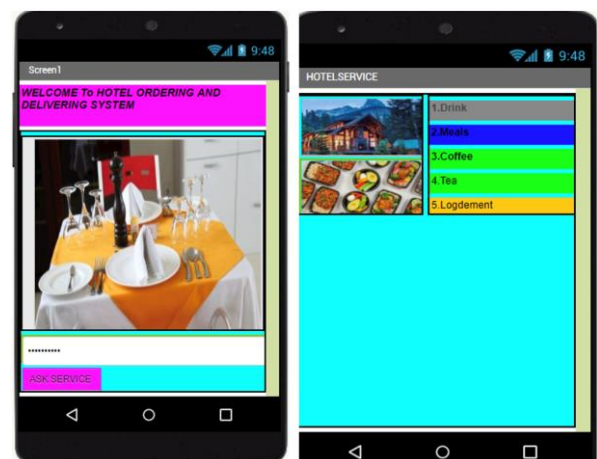 9:48
Screen1
WELCOME To HOTEL ORDERING AND
DELIVERING SYSTEM
••••••••••
ASK SERVICE
9:48
HOTELSERVICE
1.Drink
2.Meals
3.Coffee
4.Tea
5.Logdement